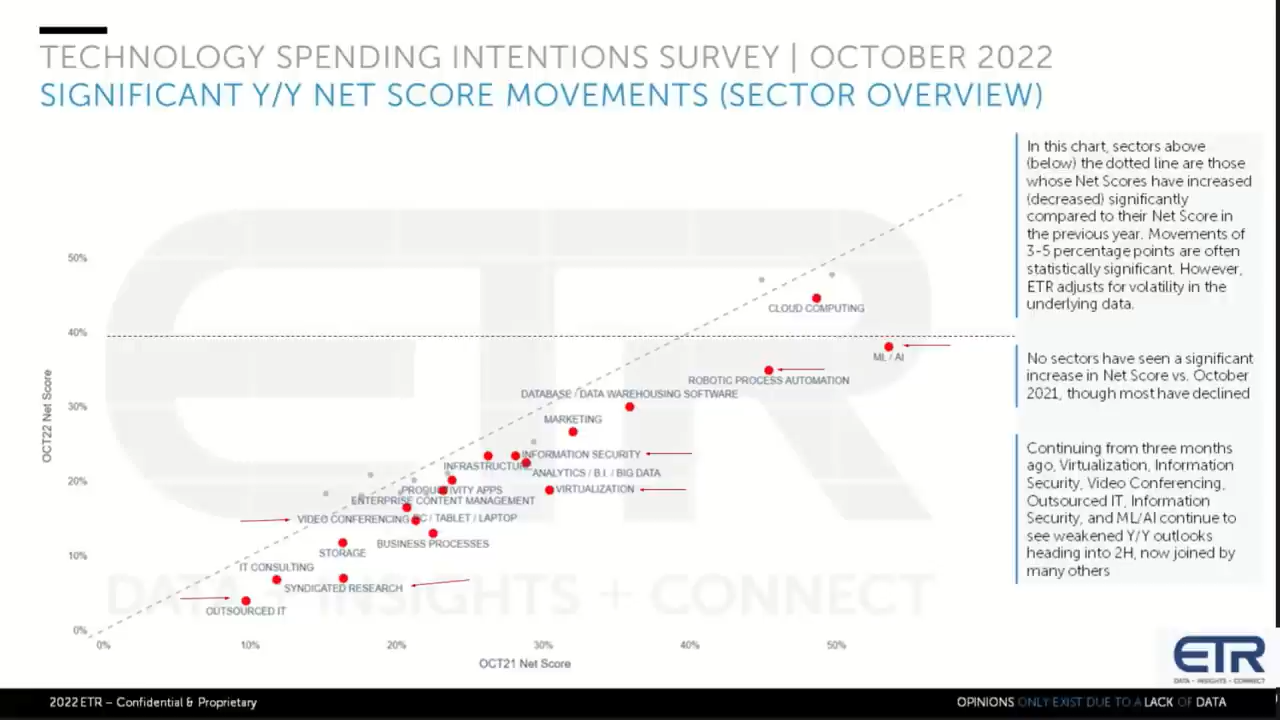 TECHNOLOGY SPENDING INTENTIONS SURVEY | OCTOBER 2022
SIGNIFICANT Y/Y NET SCORE MOVEMENTS (SECTOR OVERVIEW)
In this chart, sectors above
(below) the dotted line are those
whose Net Scores have increased
(decreased) significantly
compared to their Net Score in
the previous year. Movements of
3-5 percentage points are often
statistically significant. However,
ETR adjusts for volatility in the
underlying data.
No sectors have seen a significant
increase in Net Score vs. October
2021, though most have declined
Continuing from three months
ago, Virtualization, Information
Security, Video Conferencing,
Outsourced IT, Information
Security, and ML/AI continue to
see weakened Y/Y outlooks
heading into 2H, now joined by
many others
OCT22 Net Score
50%
40%
30%
20%
10%
0%
CLOUD COMPUTING
ML / AI
ROBOTIC PROCESS AUTOMATION
DATABASE / DATA WAREHOUSING SOFTWARE
MARKETING
INFORMATION SECURITY
INFRASTRUCTURE
ANALYTICS / B.I. / BIG DATA
PRODUCTIVITY APPS
VIRTUALIZATION
ENTERPRISE CONTENT MANAGEMENT
VIDEO CONFERENCING
PC / TABLET / LAPTOP
BUSINESS PROCESSES
STORAGE
IT CONSULTING
SYNDICATED RESEARCH
OUTSOURCED IT
0%
10%
20%
30%
40%
50%
OCT21 Net Score
ETR
DATA + INSIGHTS + CONNECT
ETR
DATA + INSIGHTS + CONNECT
2022 ETR – Confidential & Proprietary
OPINIONS ONLY EXIST DUE TO A LACK OF DATA